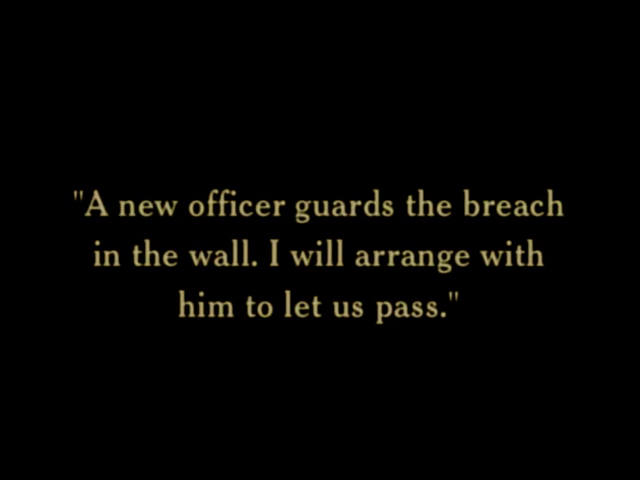 "A new officer guards the breach
in the wall. I will arrange with
him to let us pass."